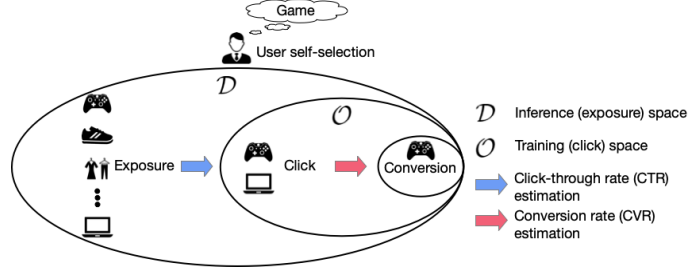 Game
User self-selection
𝒟
𝒪
Exposure
Click
Conversion
𝒟 Inference (exposure) space
𝒪 Training (click) space
Click-through rate (CTR)
estimation
Conversion rate (CVR)
estimation